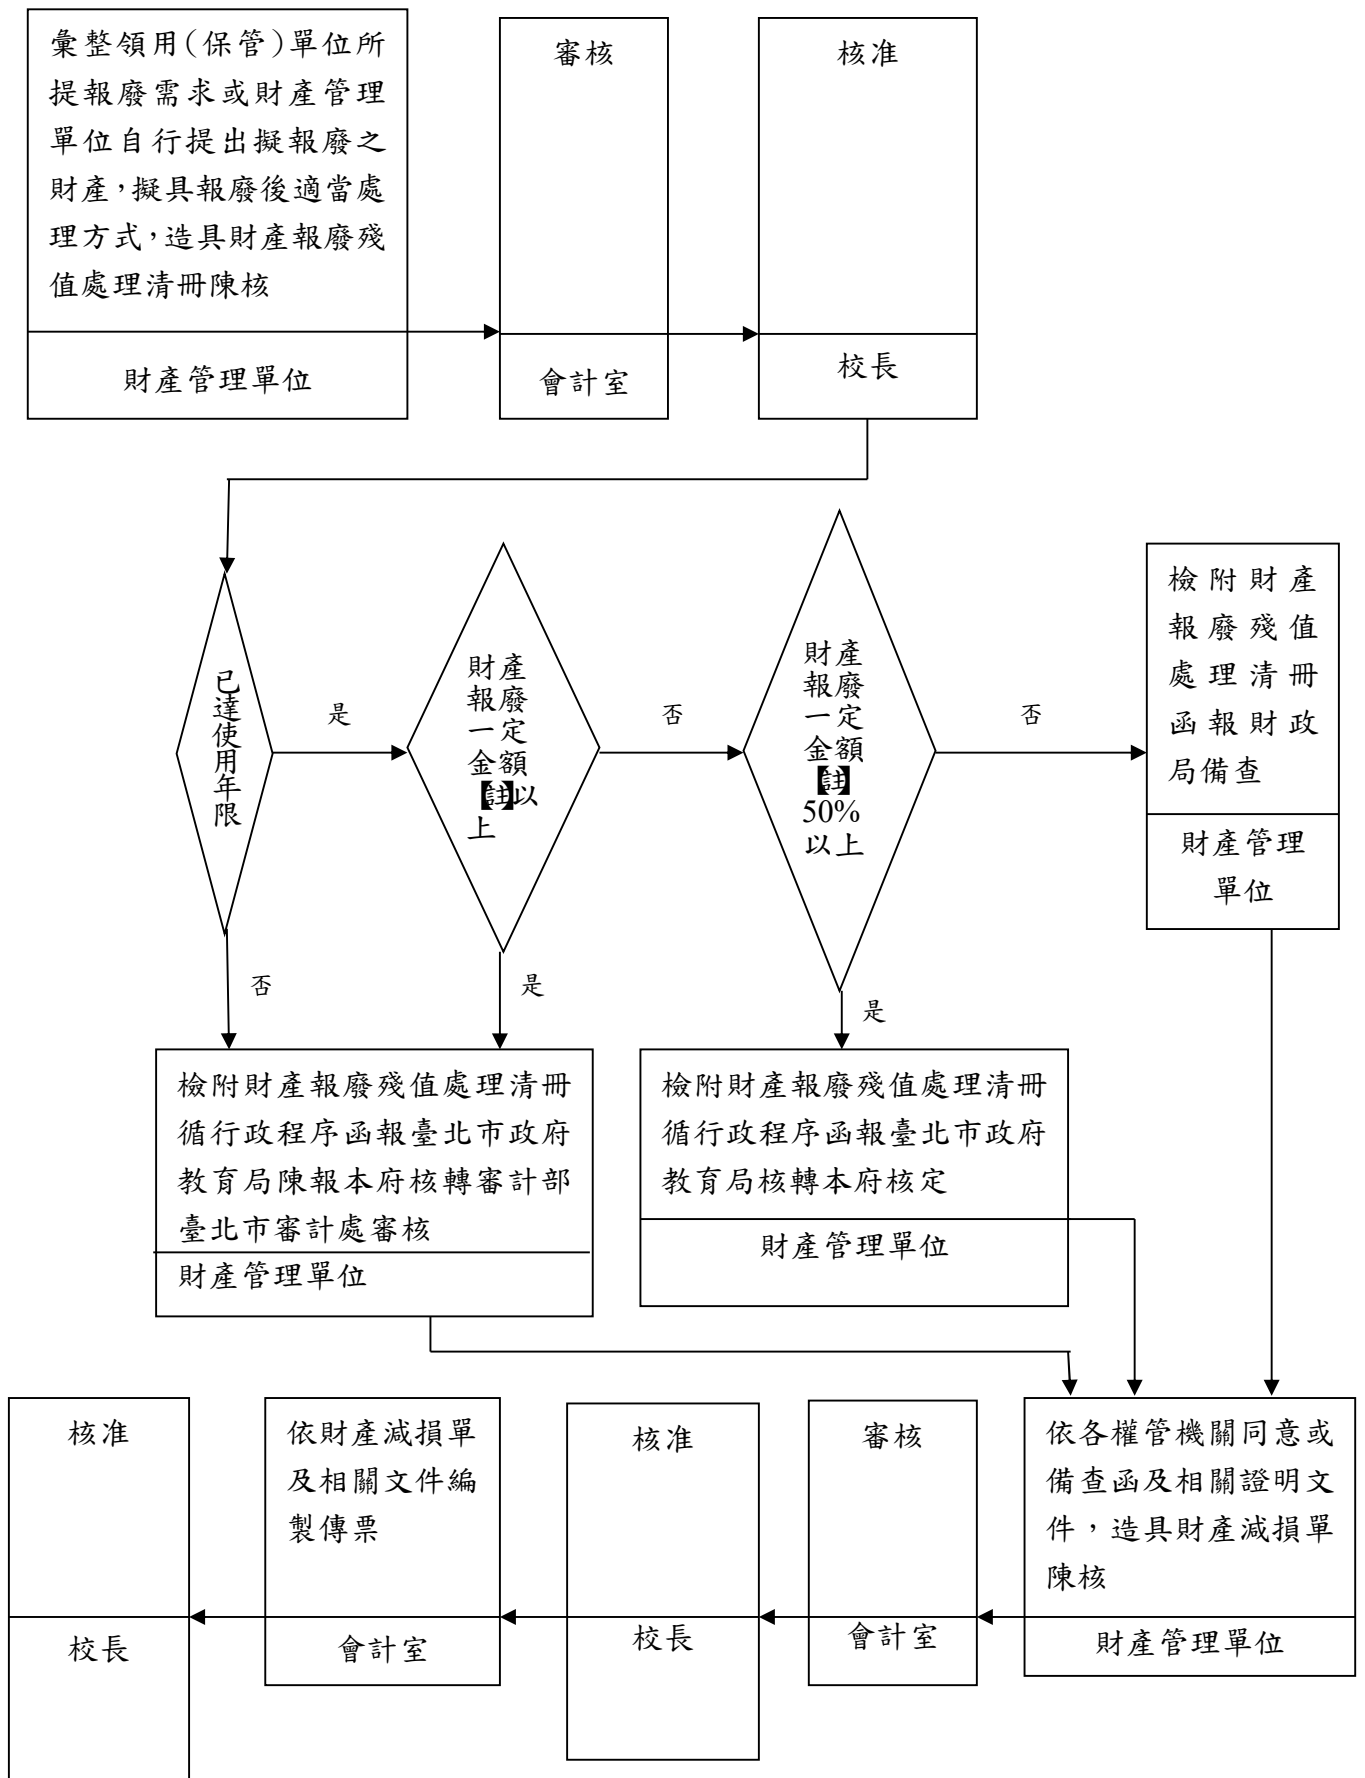 彙整領用(保管)單位所
提報廢需求或財產管理
單位自行提出擬報廢之
財產，擬具報廢後適當處
理方式，造具財產報廢殘
值處理清冊陳核
財產管理單位
審核
會計室
核准
校長
已達使用年限
是
否
財產
報廢
一定
金額
【註】以
上
否
是
財產
報廢
一定
金額
【註】
50%
以上
否
是
檢附財產
報廢殘值
處理清冊
函報財政
局備查
財產管理
單位
檢附財產報廢殘值處理清冊
循行政程序函報臺北市政府
教育局陳報本府核轉審計部
臺北市審計處審核
財產管理單位
檢附財產報廢殘值處理清冊
循行政程序函報臺北市政府
教育局核轉本府核定
財產管理單位
依各權管機關同意或
備查函及相關證明文
件，造具財產減損單
陳核
財產管理單位
審核
會計室
核准
校長
依財產減損單
及相關文件編
製傳票
會計室
核准
校長